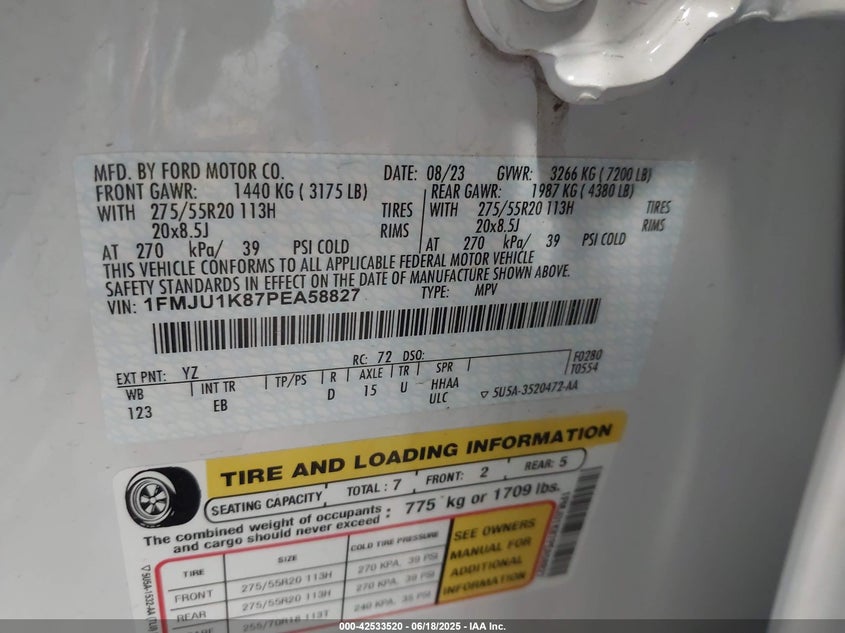 MFD. BY FORD MOTOR CO. DATE: 08/23 GVWR: 3266 KG ( 7200 LB)
FRONT GAWR: 1440 KG ( 3175 LB) REAR GAWR: 1987 KG ( 4380 LB)
WITH 275/55R20 113H TIRES WITH 275/55R20 113H TIRES
20x8.5J RIMS 20x8.5J RIMS
AT 270 kPa/ 39 PSI COLD AT 270 kPa/ 39 PSI COLD
THIS VEHICLE CONFORMS TO ALL APPLICABLE FEDERAL MOTOR VEHICLE
SAFETY STANDARDS IN EFFECT ON THE DATE OF MANUFACTURE SHOWN ABOVE.
VIN: 1FMJU1K87PEA58827 TYPE: MPV
EXT PNT: YZ RC: 72 DSO: F0280
WB INT TR TP/PS R AXLE TR SPR T0554
123 EB D 15 U HHAA
ULC ▽ 5U5A-3520472-AA
TIRE AND LOADING INFORMATION
SEATING CAPACITY TOTAL : 7 FRONT: 2 REAR: 5
The combined weight of occupants and cargo should never exceed : 775 kg or 1709 lbs.
TIRE SIZE COLD TIRE PRESSURE
FRONT 275/55R20 113H 270 KPA, 39 PSI
REAR 275/55R20 113H 270 KPA, 39 PSI
255/70R18 113T 240 KPA, 35 PSI
SEE OWNERS
MANUAL FOR
ADDITIONAL
INFORMATION
000-42533520 - 06/18/2025 - IAA Inc.